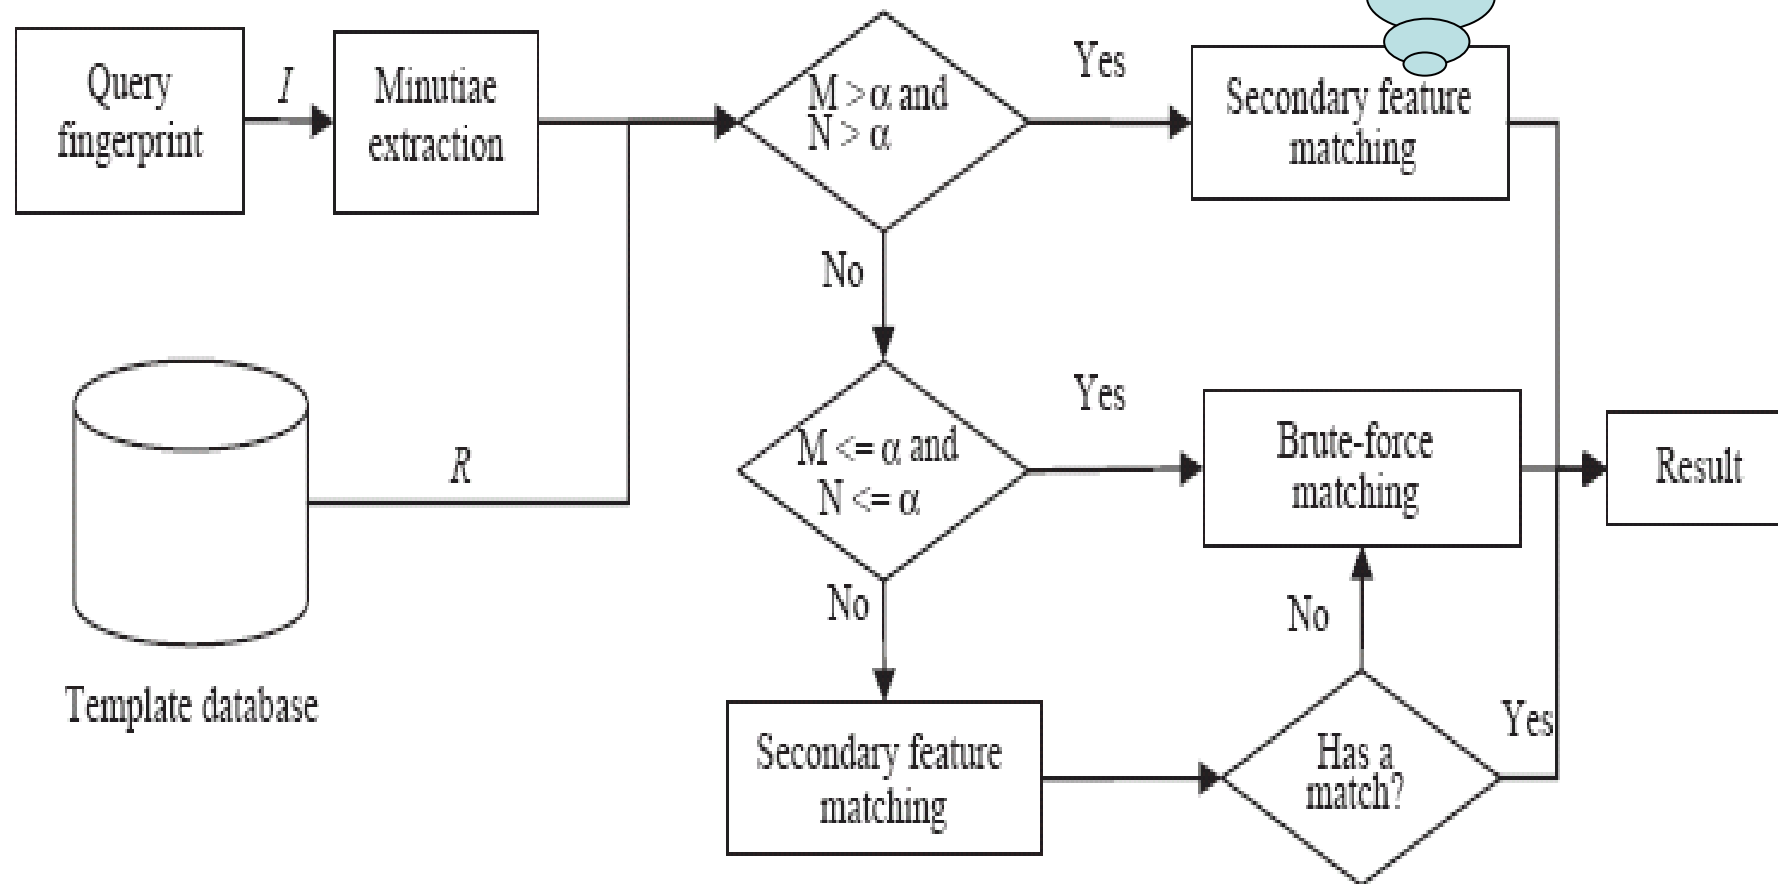 Query
fingerprint
I
Minutiae
extraction
M > α and
N > α
Yes
Secondary feature
matching
No
M <= α and
N <= α
Yes
Brute-force
matching
Result
R
Template database
No
Secondary feature
matching
Has a
match?
No
Yes